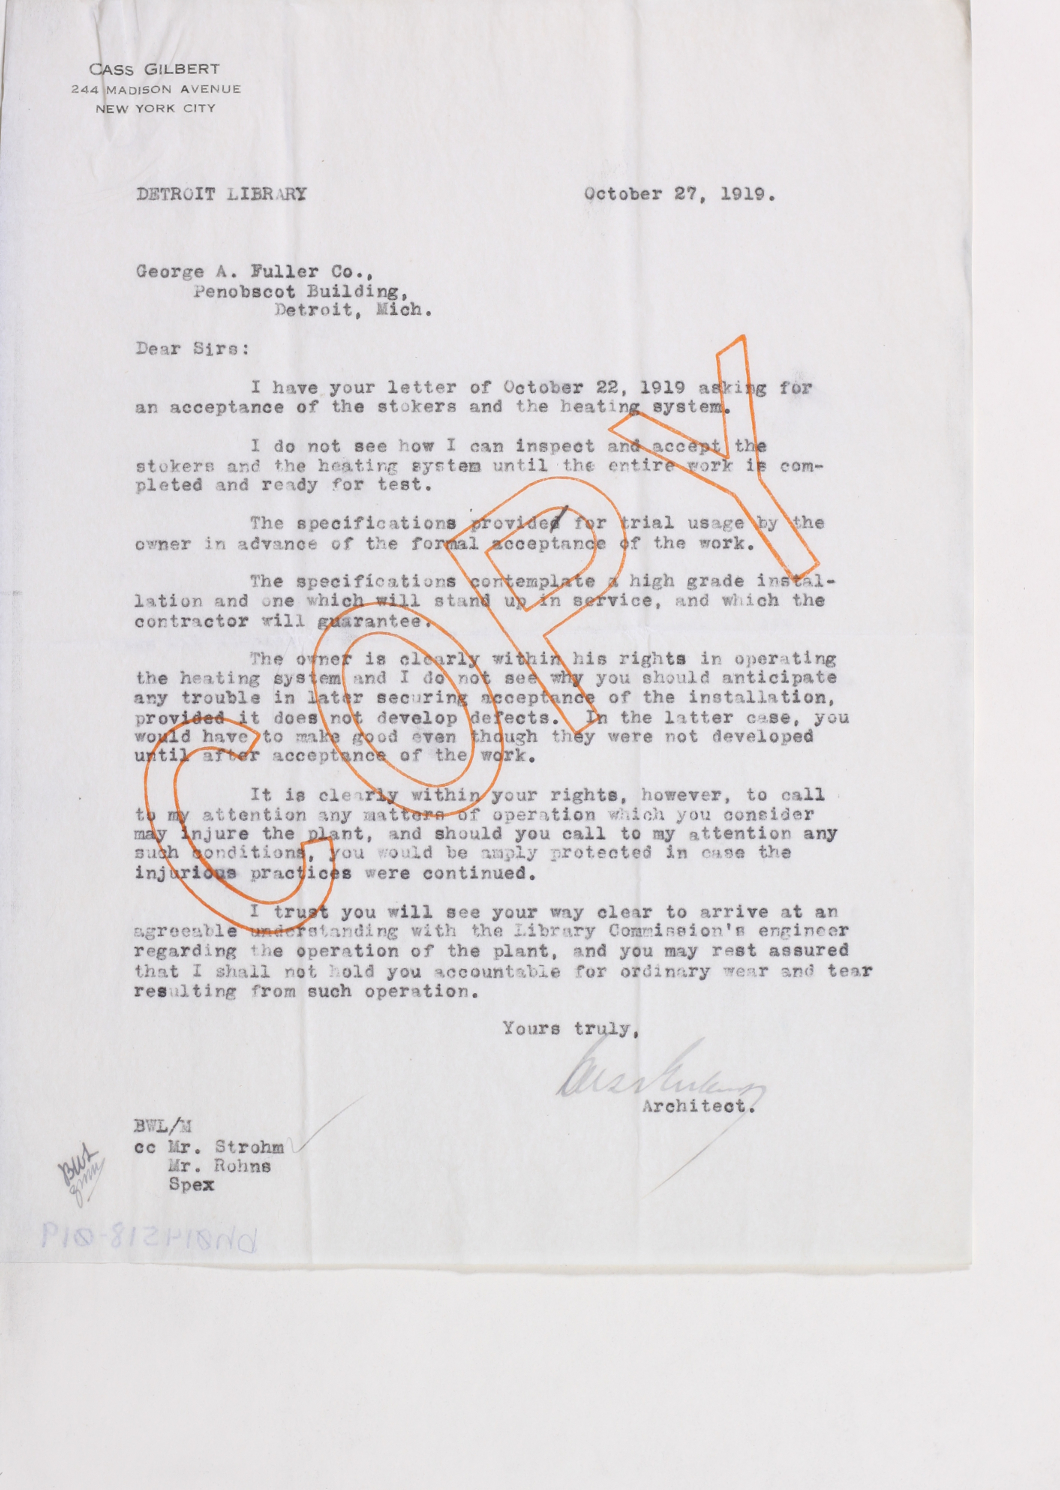 CASS GILBERT
244 MADISON AVENUE
NEW YORK CITY
DETROIT LIBRARY October 27, 1919.
George A. Fuller Co.,
Penobscot Building,
Detroit, Mich.
Dear Sirs:
I have your letter of October 22, 1919 asking for
an acceptance of the stokers and the heating system.
I do not see how I can inspect and accept the
stokers and the heating system until the entire work is com-
pleted and ready for test.
The specifications provide for trial usage by the
owner in advance of the formal acceptance of the work.
The specifications contemplate a high grade instal-
lation and one which will stand up in service, and which the
contractor will guarantee.
The owner is clearly within his rights in operating
the heating system and I do not see why you should anticipate
any trouble in later securing acceptance of the installation,
provided it does not develop defects. In the latter case, you
would have to make good even though they were not developed
until after acceptance of the work.
It is clearly within your rights, however, to call
to my attention any matters of operation which you consider
may injure the plant, and should you call to my attention any
such conditions, you would be amply protected in case the
injurious practices were continued.
I trust you will see your way clear to arrive at an
agreeable understanding with the Library Commission's engineer
regarding the operation of the plant, and you may rest assured
that I shall not hold you accountable for ordinary wear and tear
resulting from such operation.
Yours truly,
Cass Gilbert
Architect.
BWL/M
cc Mr. Strohm
Mr. Rohns
Spex
BWL
COPY
dh014518-019